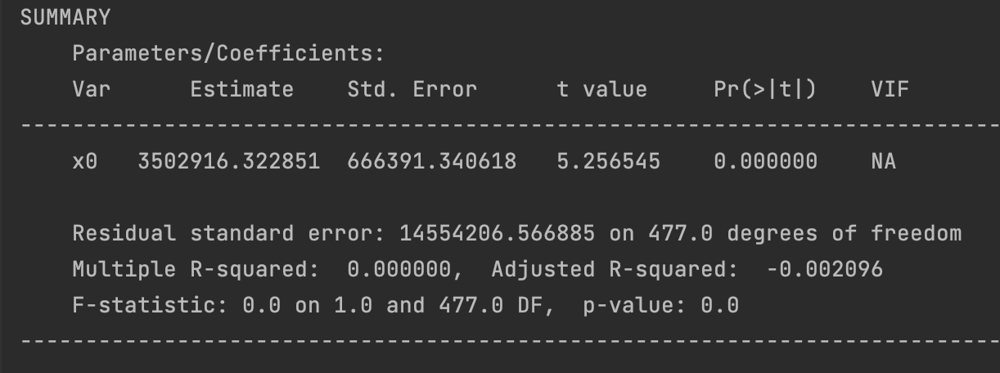 SUMMARY
Parameters/Coefficients:
Var Estimate Std. Error t value Pr(>|t|) VIF
----------------------------------------------------------------------------
x0 3502916.322851 666391.340618 5.256545 0.000000 NA
Residual standard error: 14554206.566885 on 477.0 degrees of freedom
Multiple R-squared: 0.000000, Adjusted R-squared: -0.002096
F-statistic: 0.0 on 1.0 and 477.0 DF, p-value: 0.0
----------------------------------------------------------------------------